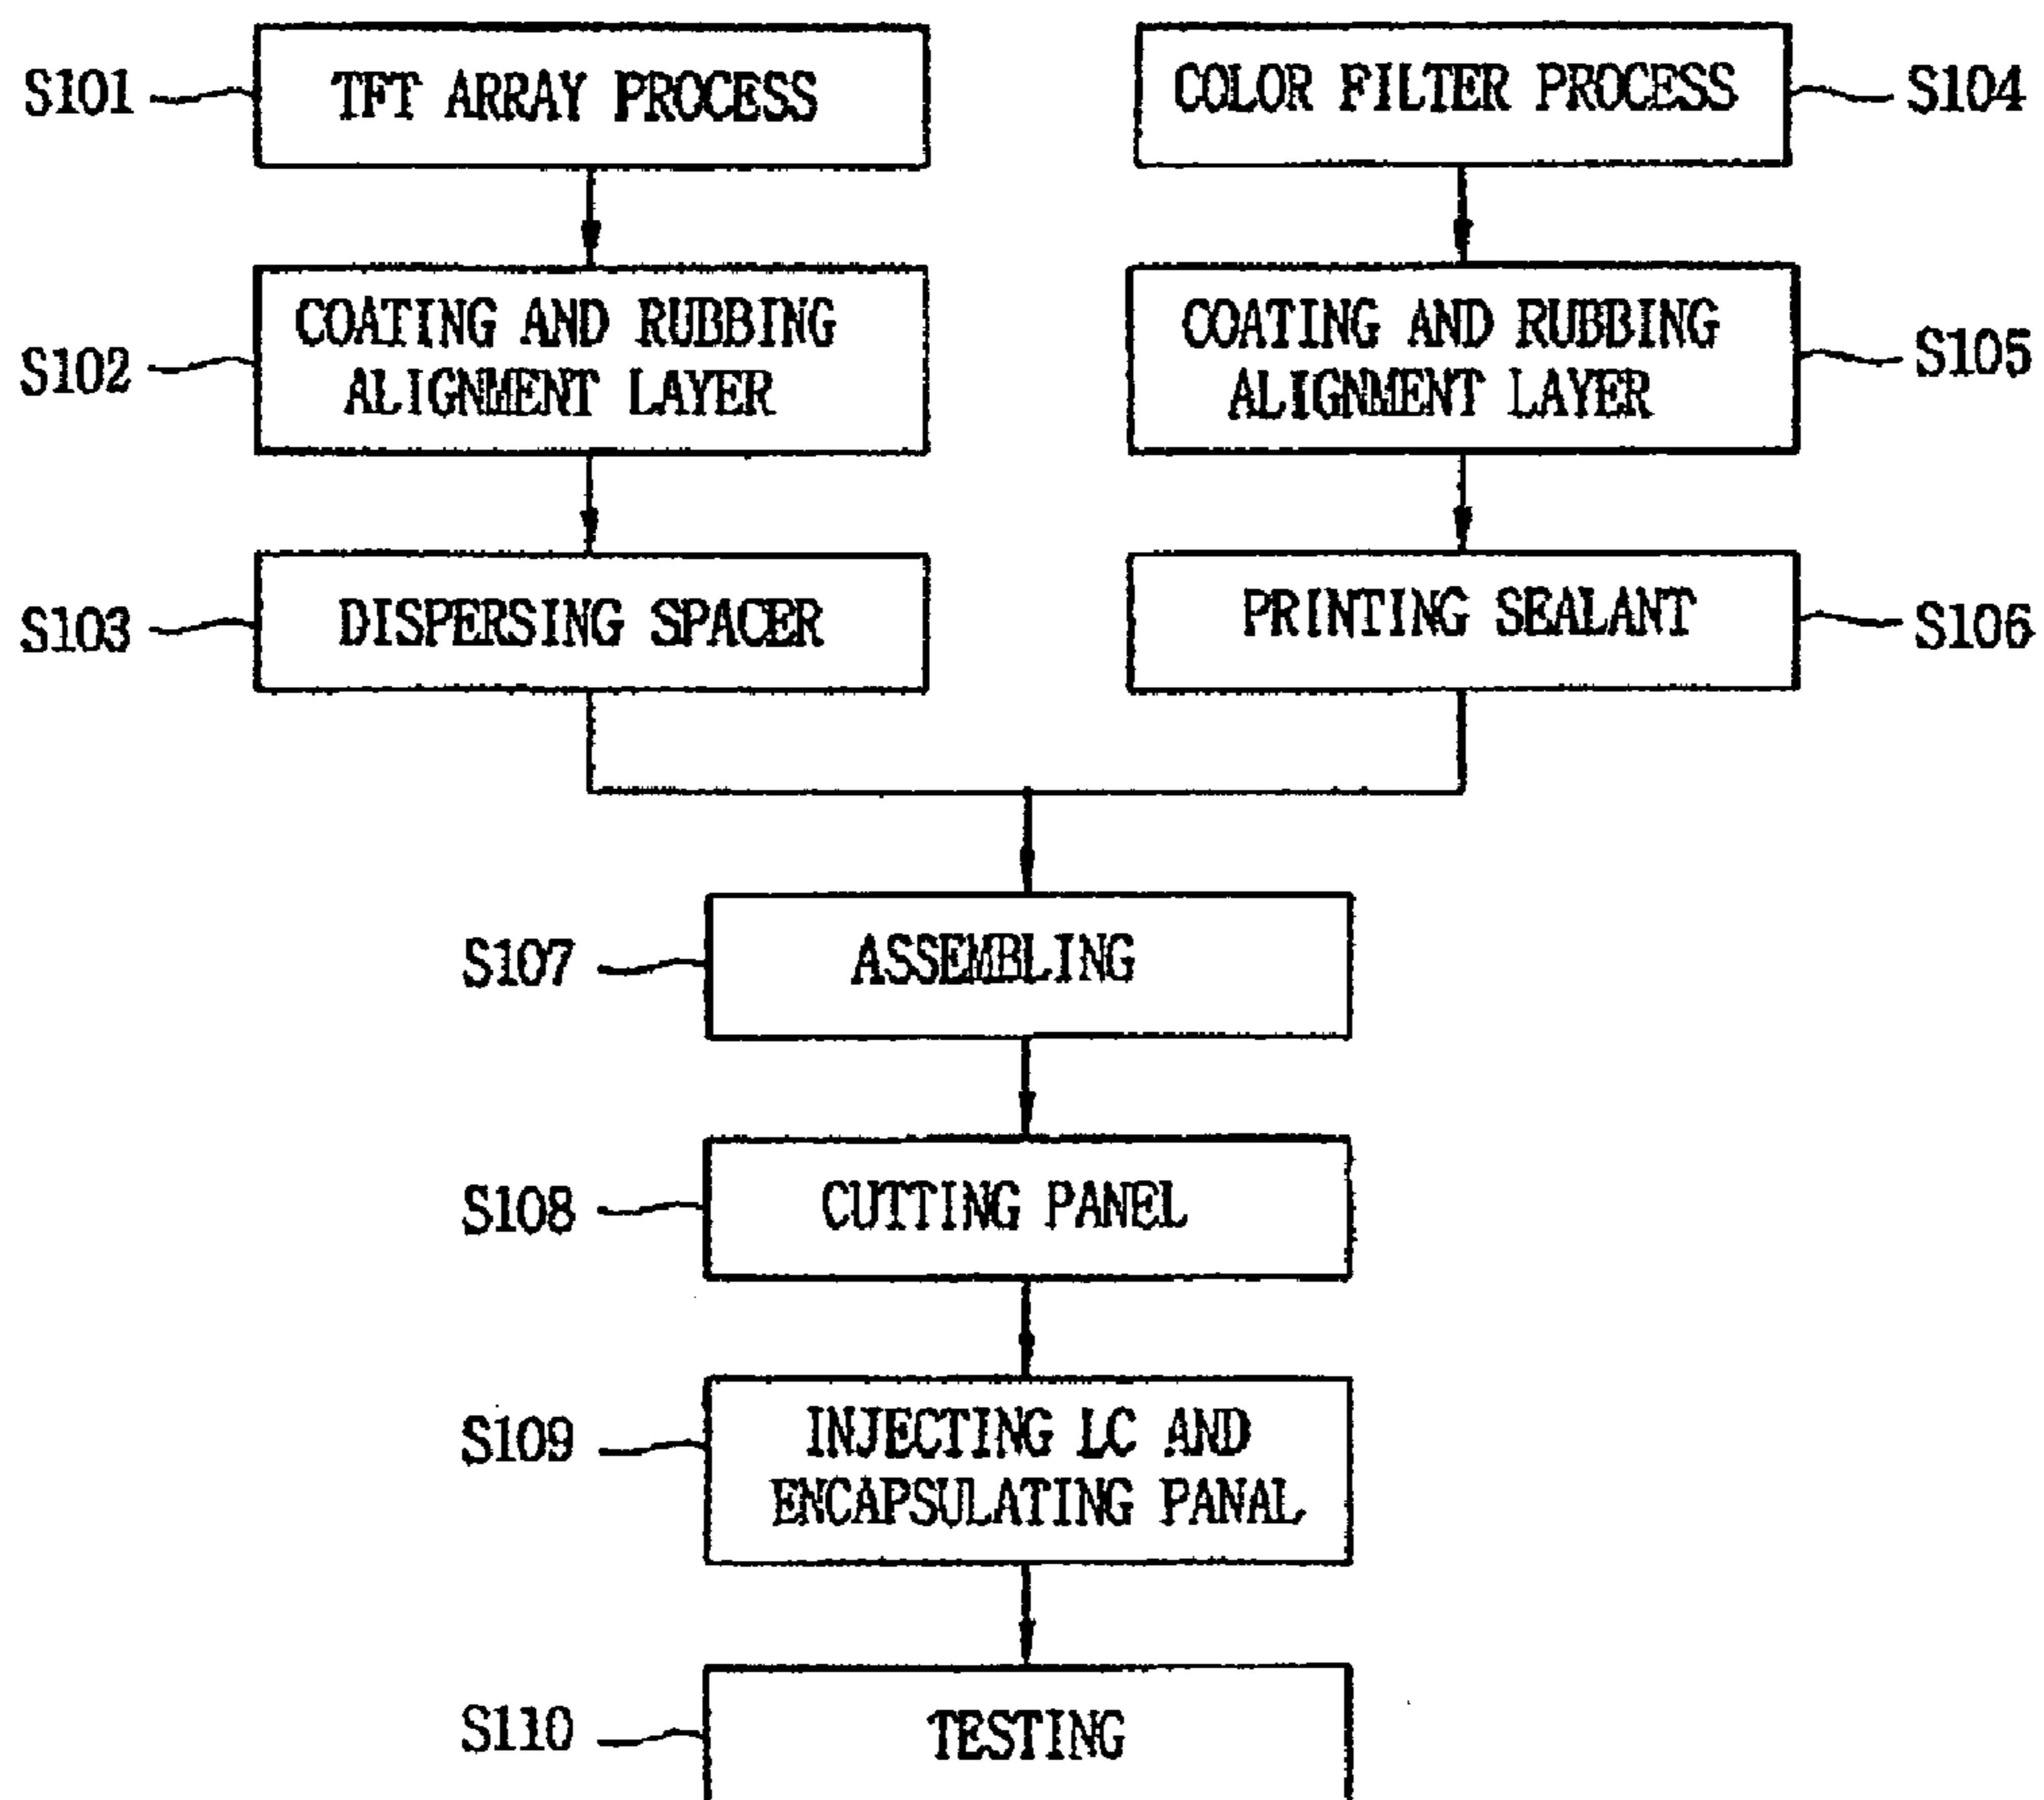 S101
TFT ARRAY PROCESS
COLOR FILTER PROCESS
S104
S102
COATING AND RUBBING
ALIGNMENT LAYER
COATING AND RUBBING
ALIGNMENT LAYER
S105
S103
DISPERSING SPACER
PRINTING SEALANT
S106
S107
ASSEMBLING
S108
CUTTING PANEL
S109
INJECTING LC AND
ENCAPSULATING PANAL
S110
TESTING